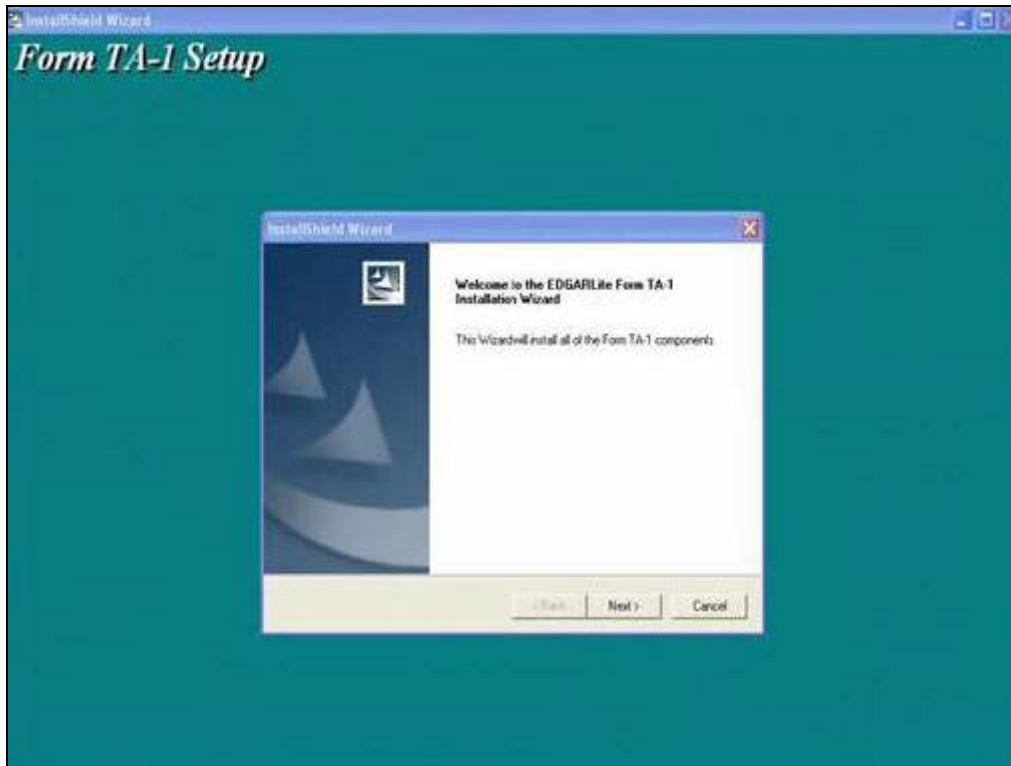 InstallShield Wizard
Form TA-1 Setup
InstallShield Wizard
Welcome to the EDGARLite Form TA-1
Installation Wizard
This Wizard will install all of the Form TA-1 components
< Back
Next >
Cancel